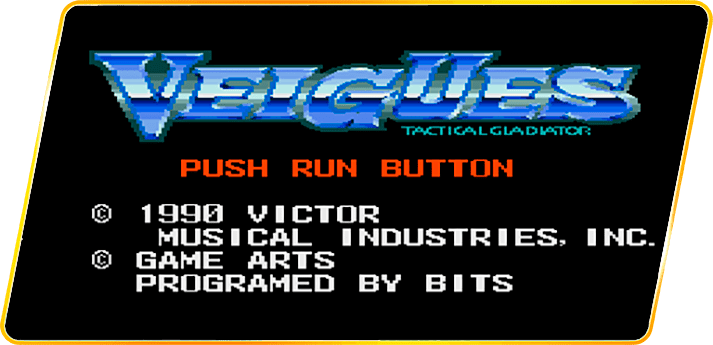 VEIGUES
TACTICAL GLADIATOR
PUSH RUN BUTTON
© 1990 VICTOR
MUSICAL INDUSTRIES, INC.
© GAME ARTS
PROGRAMED BY BITS